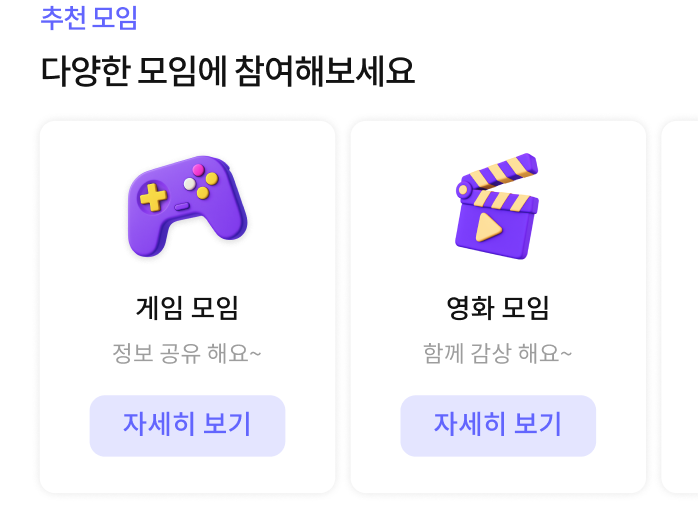 추천 모임
다양한 모임에 참여해보세요
게임 모임
정보 공유 해요~
자세히 보기
영화 모임
함께 감상 해요~
자세히 보기